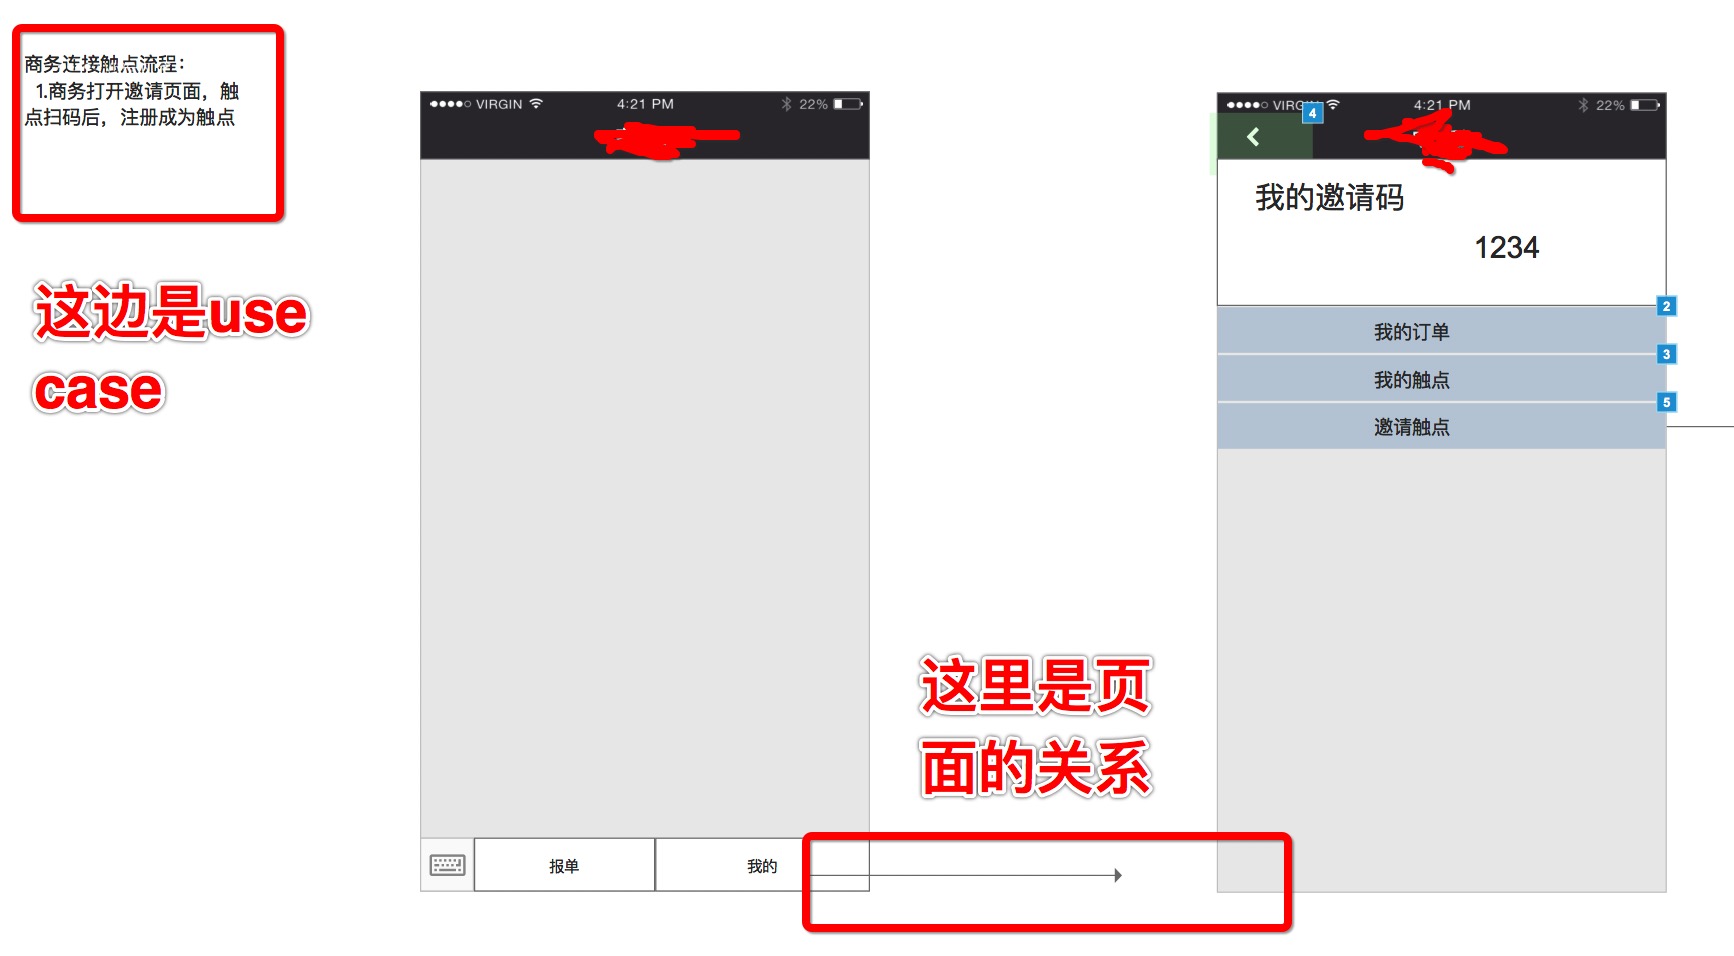 商务连接触点流程：
1.商务打开邀请页面，触
点扫码后，注册成为触点
这边是use
case
VIRGIN
4:21 PM
22%
报单
我的
这里是页
面的关系
4:21 PM
22%
4
我的邀请码
1234
2
我的订单
3
我的触点
5
邀请触点